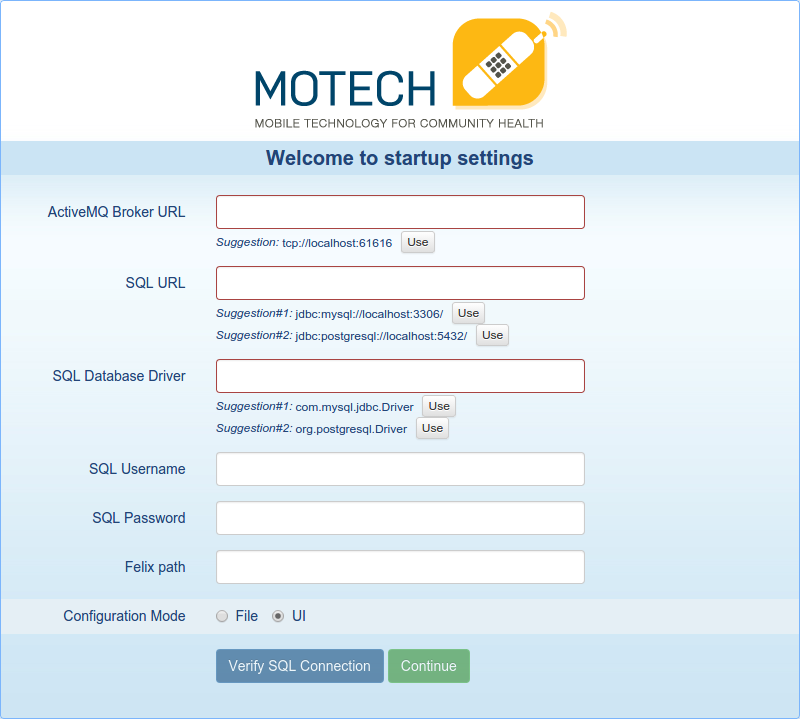 MOTECH
MOBILE TECHNOLOGY FOR COMMUNITY HEALTH
Welcome to startup settings
ActiveMQ Broker URL
Suggestion: tcp://localhost:61616 Use
SQL URL
Suggestion#1: jdbc:mysql://localhost:3306/ Use
Suggestion#2: jdbc:postgresql://localhost:5432/ Use
SQL Database Driver
Suggestion#1: com.mysql.jdbc.Driver Use
Suggestion#2: org.postgresql.Driver Use
SQL Username
SQL Password
Felix path
Configuration Mode File UI
Verify SQL Connection Continue